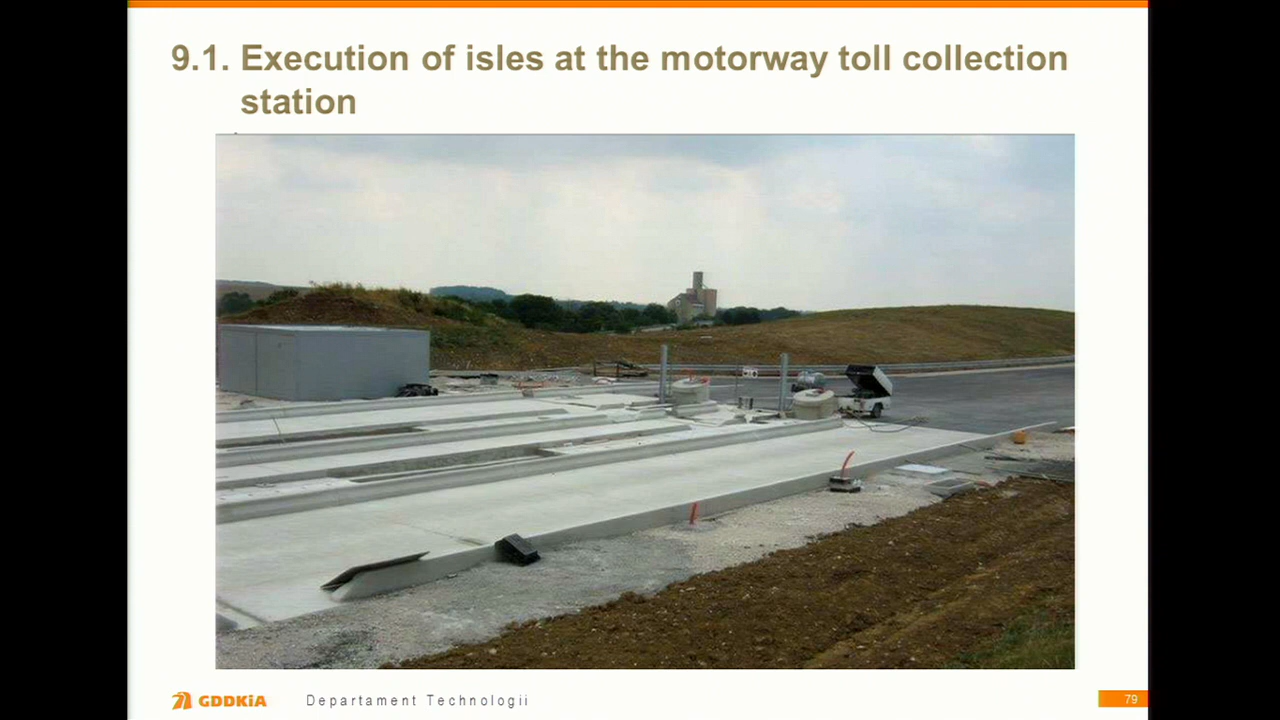 9.1. Execution of isles at the motorway toll collection
station
GDDKiA
Departament Technologii
79